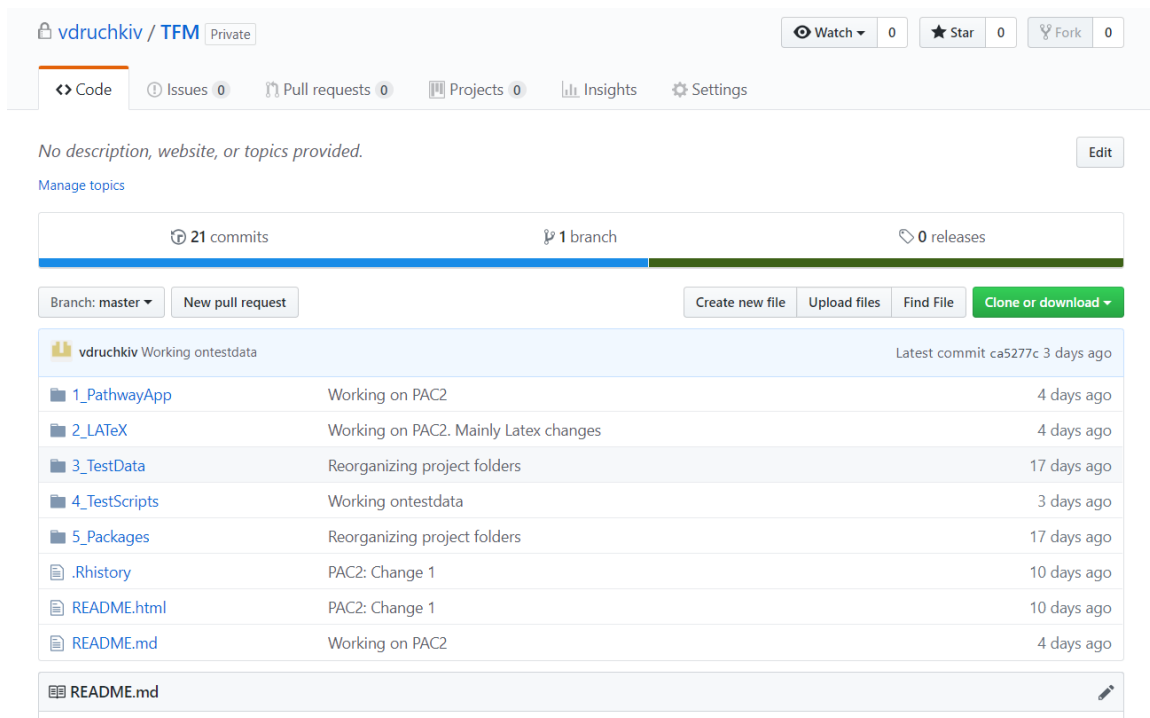 vdruchkiv / TFM Private Watch 0 Star 0 Fork 0
Code Issues 0 Pull requests 0 Projects 0 Insights Settings
No description, website, or topics provided. Edit
Manage topics
21 commits 1 branch 0 releases
Branch: master New pull request Create new file Upload files Find File Clone or download
vdruchkiv Working ontestdata Latest commit ca5277c 3 days ago
1_PathwayApp Working on PAC2 4 days ago
2_LATeX Working on PAC2. Mainly Latex changes 4 days ago
3_TestData Reorganizing project folders 17 days ago
4_TestScripts Working ontestdata 3 days ago
5_Packages Reorganizing project folders 17 days ago
.Rhistory PAC2: Change 1 10 days ago
README.html PAC2: Change 1 10 days ago
README.md Working on PAC2 4 days ago
README.md